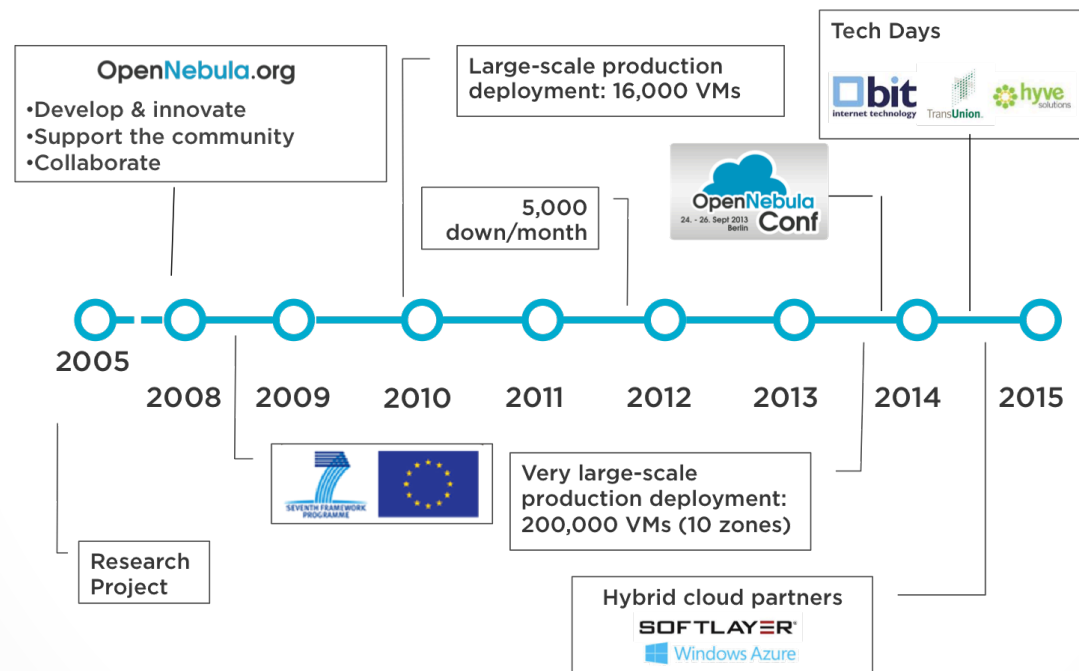 OpenNebula.org
•Develop & innovate
•Support the community
•Collaborate
Large-scale production
deployment: 16,000 VMs
Tech Days
bit
internet technology
TransUnion.
hyve
solutions
5,000
down/month
OpenNebula
Conf
24. - 26. Sept 2013
Berlin
2005
2008
2009
2010
2011
2012
2013
2014
2015
7
SEVENTH FRAMEWORK
PROGRAMME
Very large-scale
production deployment:
200,000 VMs (10 zones)
Research
Project
Hybrid cloud partners
SOFTLAYER®
Windows Azure